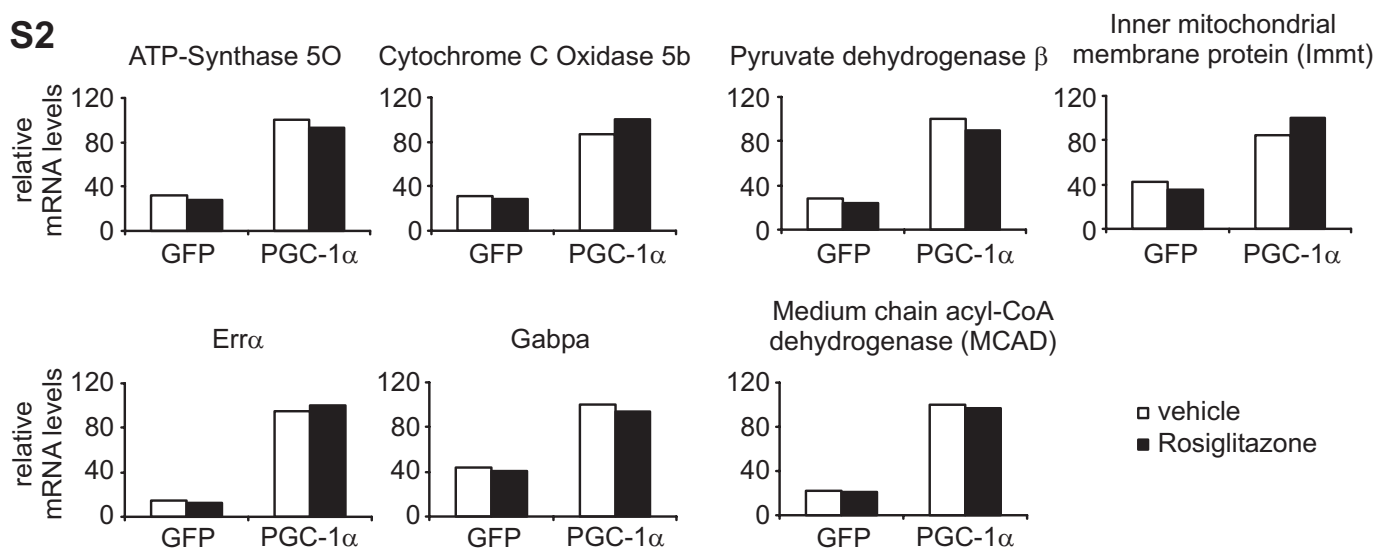 S2
ATP-Synthase 5O
Cytochrome C Oxidase 5b
Pyruvate dehydrogenase β
Inner mitochondrial
membrane protein (Immt)
relative
mRNA levels
120
80
40
0
GFP PGC-1α
120
80
40
0
GFP PGC-1α
120
80
40
0
GFP PGC-1α
120
80
40
0
GFP PGC-1α
Errα
Gabpa
Medium chain acyl-CoA
dehydrogenase (MCAD)
relative
mRNA levels
120
80
40
0
GFP PGC-1α
120
80
40
0
GFP PGC-1α
120
80
40
0
GFP PGC-1α
vehicle
Rosiglitazone